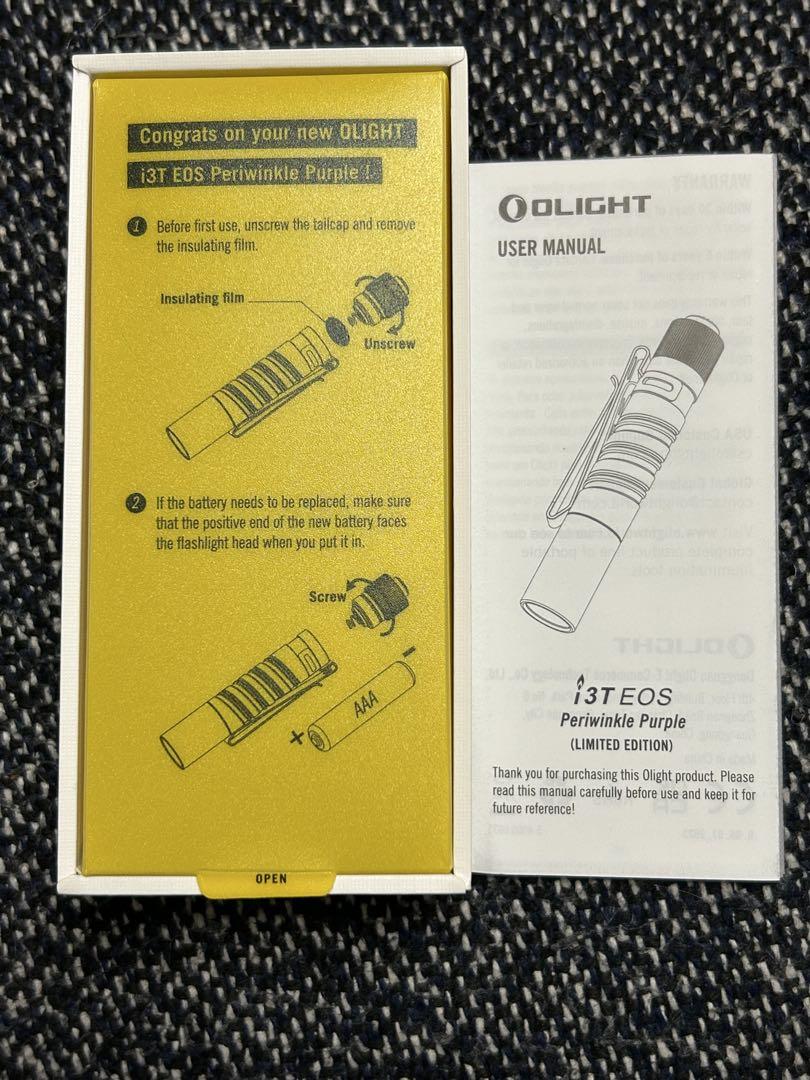 Congrats on your new OLIGHT
i3T EOS Periwinkle Purple !
1 Before first use, unscrew the tailcap and remove
the insulating film.
Insulating film
Unscrew
2 If the battery needs to be replaced, make sure
that the positive end of the new battery faces
the flashlight head when you put it in.
Screw
AAA
+
−
OPEN
OLIGHT
USER MANUAL
i3T EOS
Periwinkle Purple
(LIMITED EDITION)
Thank you for purchasing this Olight product. Please
read this manual carefully before use and keep it for
future reference!